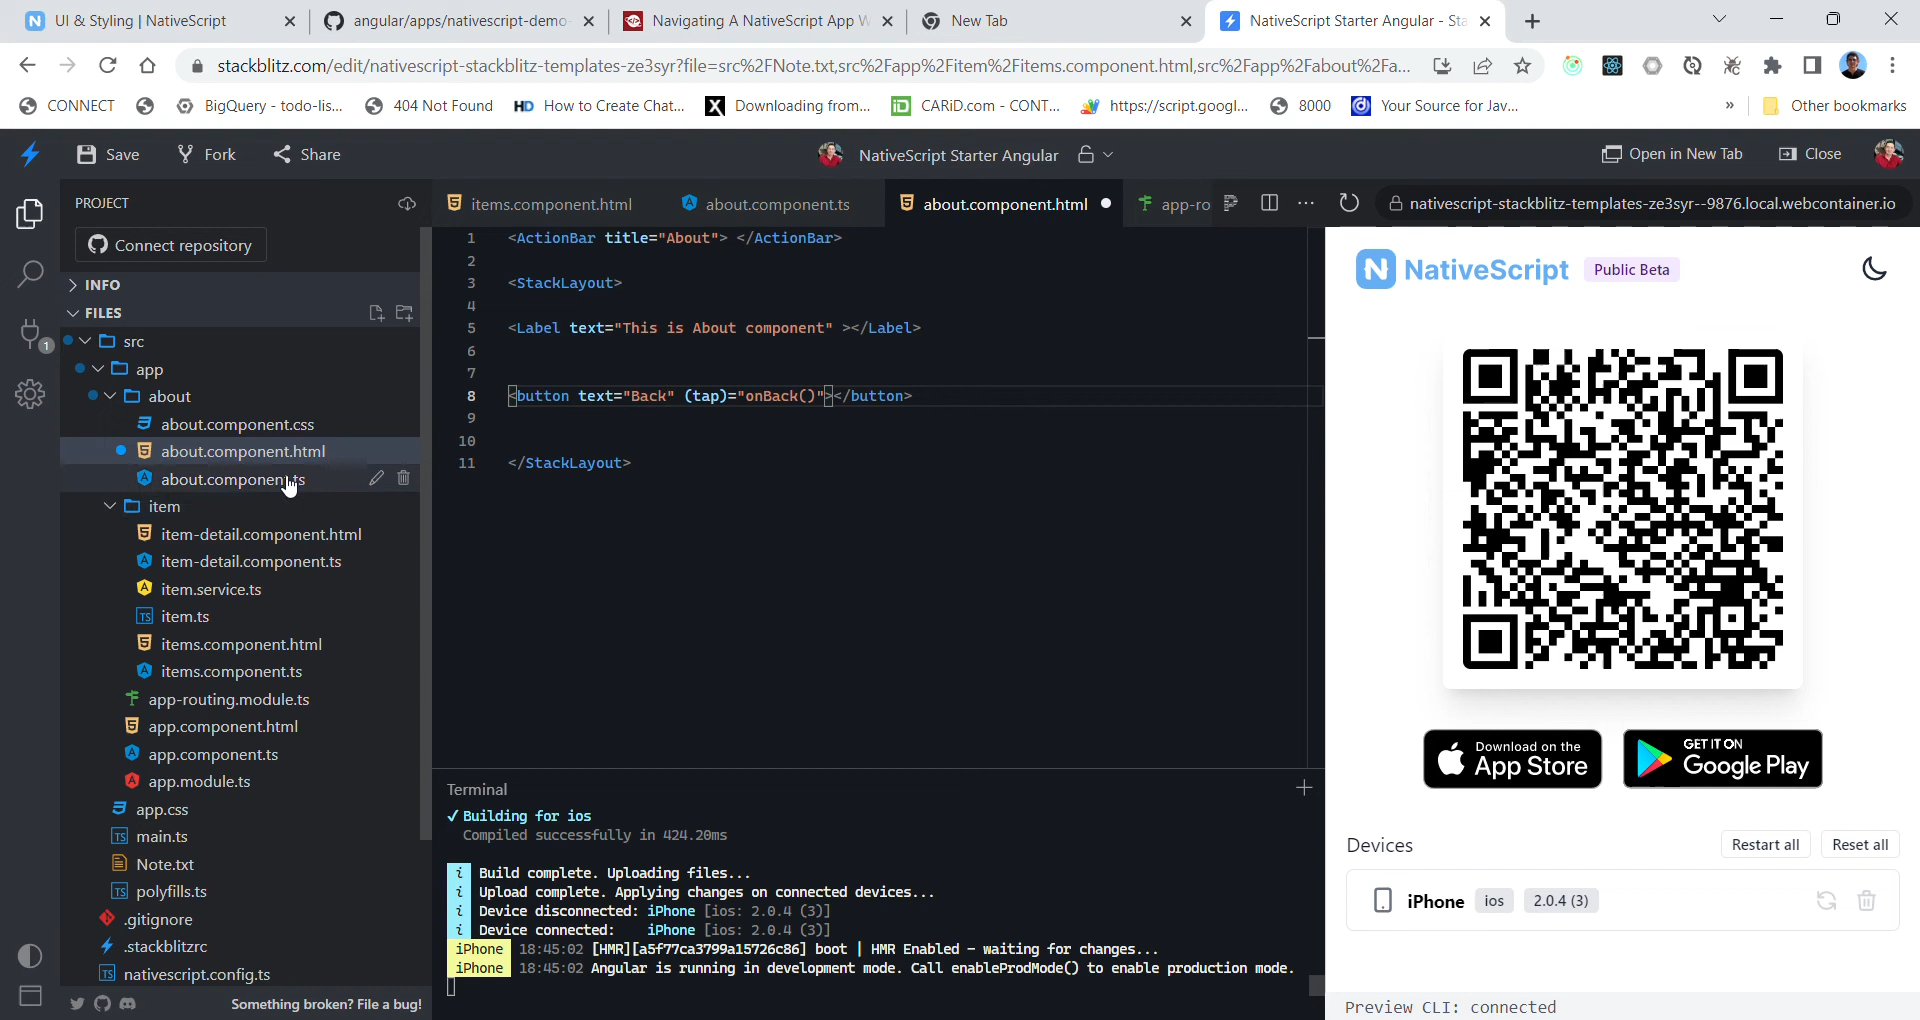 UI & Styling | NativeScript
angular/apps/nativescript-demo-
Navigating A NativeScript App W
New Tab
NativeScript Starter Angular - Sta
stackblitz.com/edit/nativescript-stackblitz-templates-ze3syr?file=src%2FNote.txt,src%2Fapp%2Fitem%2Fitems.component.html,src%2Fapp%2Fabout%2Fa...
CONNECT
BigQuery - todo-lis...
404 Not Found
HD How to Create Chat...
X Downloading from...
iD CARiD.com - CONT...
https://script.googl...
8000
Your Source for Jav...
»
Other bookmarks
Save
Fork
Share
NativeScript Starter Angular
Open in New Tab
Close
PROJECT
Connect repository
INFO
FILES
1
src
app
about
about.component.css
about.component.html
about.component.ts
item
item-detail.component.html
item-detail.component.ts
item.service.ts
TS item.ts
items.component.html
items.component.ts
app-routing.module.ts
app.component.html
app.component.ts
app.module.ts
app.css
TS main.ts
Note.txt
TS polyfills.ts
.gitignore
.stackblitzrc
TS nativescript.config.ts
Something broken? File a bug!
items.component.html
about.component.ts
about.component.html
app-ro
nativescript-stackblitz-templates-ze3syr--9876.local.webcontainer.io
1 <ActionBar title="About"> </ActionBar>
2
3 <StackLayout>
4
5 <Label text="This is About component" ></Label>
6
7
8 <button text="Back" (tap)="onBack()"></button>
9
10
11 </StackLayout>
Terminal
✓ Building for ios
Compiled successfully in 424.20ms
i Build complete. Uploading files...
i Upload complete. Applying changes on connected devices...
i Device disconnected: iPhone [ios: 2.0.4 (3)]
i Device connected: iPhone [ios: 2.0.4 (3)]
iPhone 18:45:02 [HMR][a5f77ca3799a15726c86] boot | HMR Enabled - waiting for changes...
iPhone 18:45:02 Angular is running in development mode. Call enableProdMode() to enable production mode.
N NativeScript
Public Beta
Download on the
App Store
GET IT ON
Google Play
Devices
Restart all
Reset all
iPhone ios 2.0.4 (3)
Preview CLI: connected